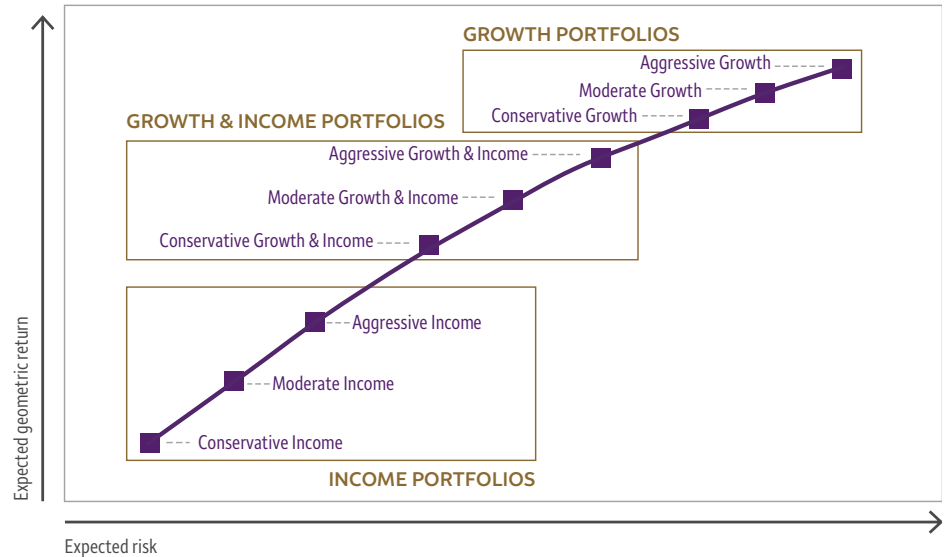 GROWTH PORTFOLIOS
Aggressive Growth
Moderate Growth
Conservative Growth
GROWTH & INCOME PORTFOLIOS
Aggressive Growth & Income
Moderate Growth & Income
Conservative Growth & Income
Aggressive Income
Moderate Income
Conservative Income
INCOME PORTFOLIOS
Expected geometric return
Expected risk